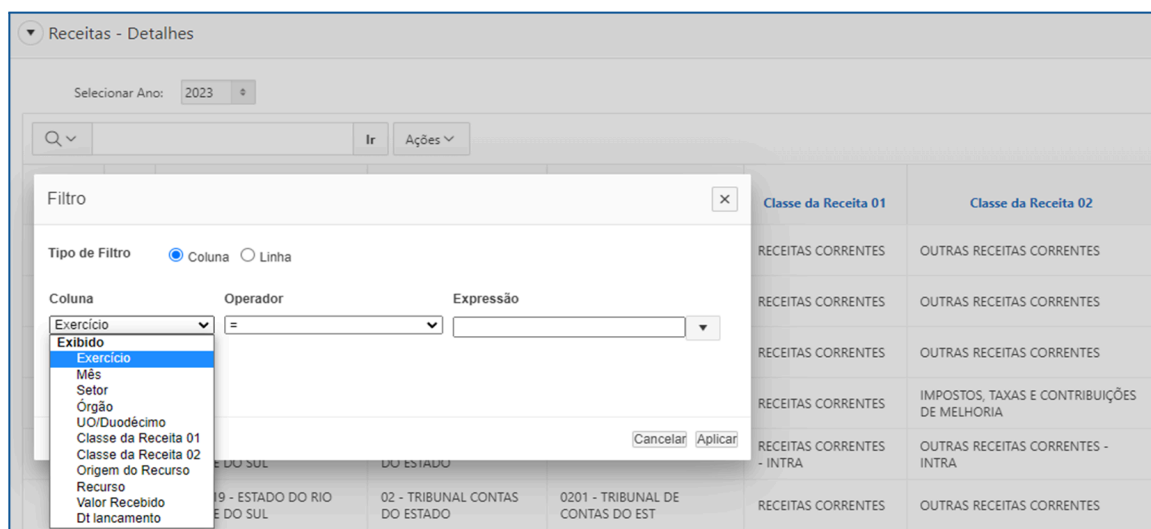 Receitas - Detalhes
Selecionar Ano: 2023
Ir Ações
Filtro
Tipo de Filtro Coluna Linha
Coluna Operador Expressão
Exercício =
Exibido
Exercício
Mês
Setor
Órgão
UO/Duodécimo
Classe da Receita 01
Classe da Receita 02
Origem do Recurso
Recurso
Valor Recebido
Dt lancamento
Cancelar Aplicar
Classe da Receita 01 Classe da Receita 02
RECEITAS CORRENTES OUTRAS RECEITAS CORRENTES
RECEITAS CORRENTES OUTRAS RECEITAS CORRENTES
RECEITAS CORRENTES OUTRAS RECEITAS CORRENTES
RECEITAS CORRENTES IMPOSTOS, TAXAS E CONTRIBUIÇÕES
DE MELHORIA
RECEITAS CORRENTES OUTRAS RECEITAS CORRENTES -
DO SUL DO ESTADO - INTRA INTRA
19 - ESTADO DO RIO 02 - TRIBUNAL CONTAS 0201 - TRIBUNAL DE RECEITAS CORRENTES OUTRAS RECEITAS CORRENTES
DO SUL DO ESTADO CONTAS DO EST